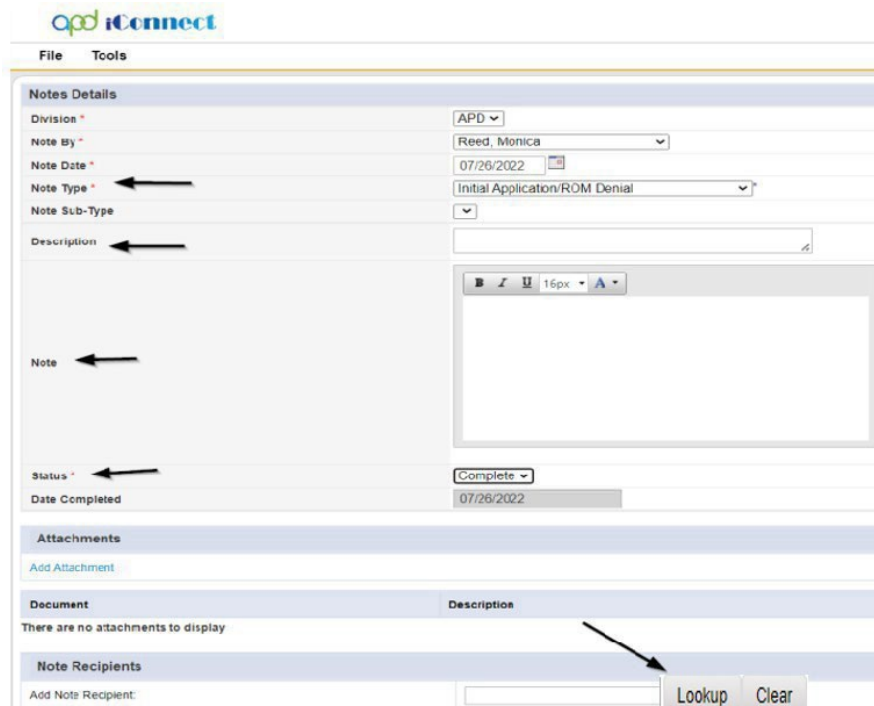 apd iConnect
File Tools
Notes Details
Division * APD
Note By * Reed, Monica
Note Date * 07/26/2022
Note Type * Initial Application/ROM Denial *
Note Sub-Type
Description
B I U 16px A
Note
Status * Complete
Date Completed 07/26/2022
Attachments
Add Attachment
Document Description
There are no attachments to display
Note Recipients
Add Note Recipient: Lookup Clear